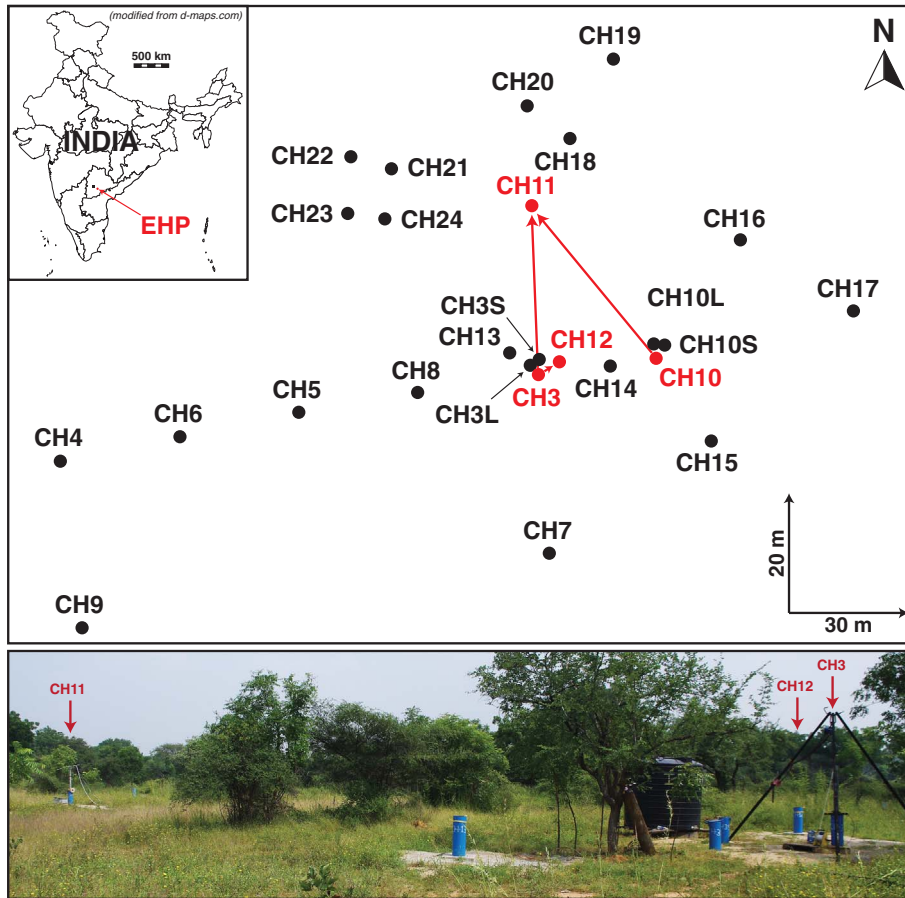 (modified from d-maps.com)
500 km
INDIA
EHP
N
CH19
CH20
CH18
CH22
CH21
CH11
CH23
CH24
CH16
CH10L
CH17
CH3S
CH13
CH12
CH10S
CH8
CH10
CH3
CH14
CH5
CH3L
CH6
CH4
CH15
CH7
CH9
20 m
30 m
CH11
CH12
CH3